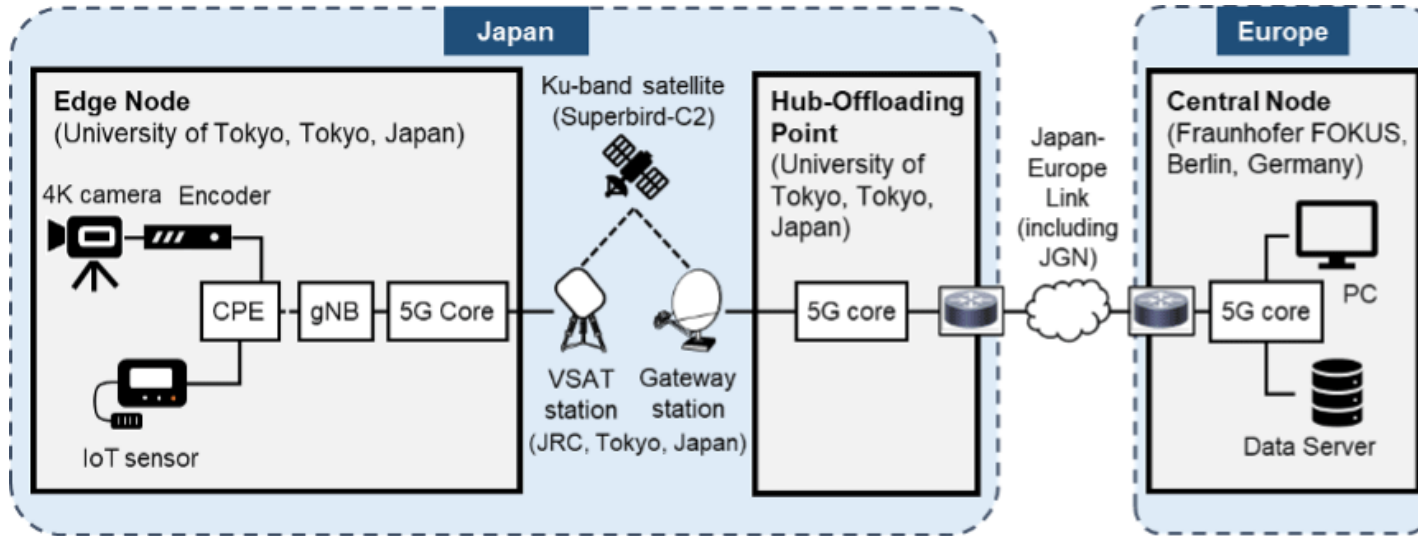 Japan
Europe
Edge Node
(University of Tokyo, Tokyo, Japan)
4K camera
Encoder
CPE
gNB
5G Core
IoT sensor
Ku-band satellite
(Superbird-C2)
VSAT
station
Gateway
station
(JRC, Tokyo, Japan)
Hub-Offloading
Point
(University of
Tokyo, Tokyo,
Japan)
5G core
Japan-
Europe
Link
(including
JGN)
Central Node
(Fraunhofer FOKUS,
Berlin, Germany)
5G core
PC
Data Server